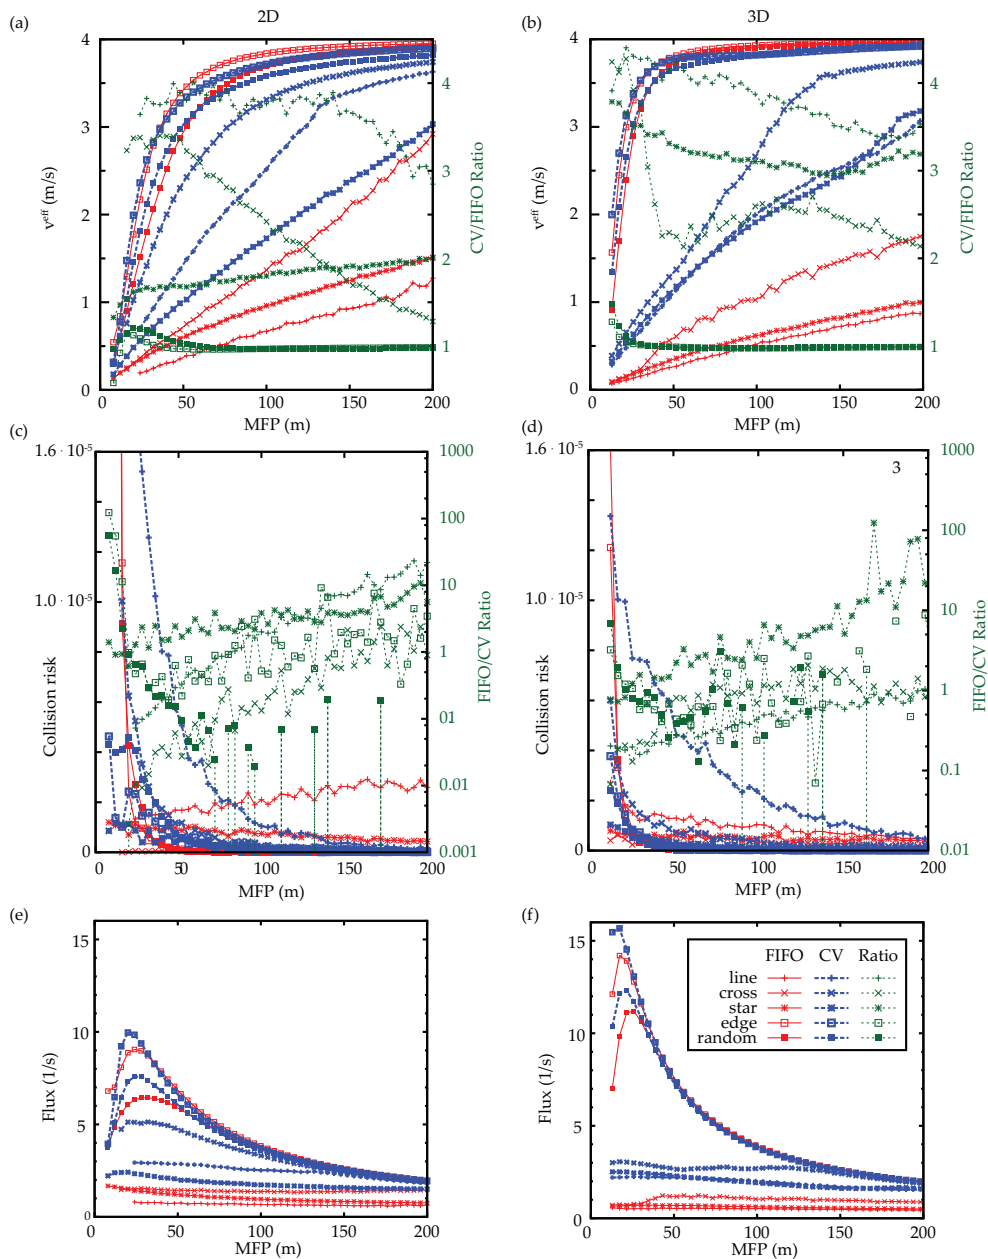 (a)
2D
(b)
3D
4
3
2
1
0
v^eff (m/s)
4
3
2
1
CV/FIFO Ratio
0
50
100
150
200
MFP (m)
4
3
2
1
0
v^eff (m/s)
4
3
2
1
CV/FIFO Ratio
0
50
100
150
200
MFP (m)
(c)
1.6 · 10^-5
1.0 · 10^-5
0
Collision risk
1000
100
10
1
0.1
0.01
0.001
FIFO/CV Ratio
0
50
100
150
200
MFP (m)
(d)
3
1.6 · 10^-5
1.0 · 10^-5
0
Collision risk
1000
100
10
1
0.1
0.01
FIFO/CV Ratio
0
50
100
150
200
MFP (m)
(e)
15
10
5
0
Flux (1/s)
0
50
100
150
200
MFP (m)
(f)
15
10
5
0
Flux (1/s)
FIFO CV Ratio
line
cross
star
edge
random
0
50
100
150
200
MFP (m)